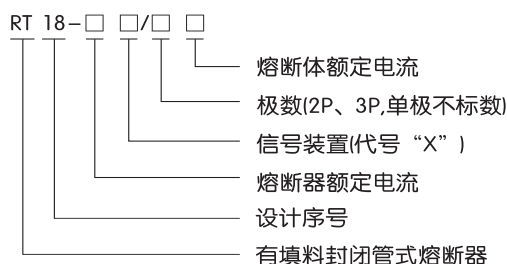 RT 18-□ □/□ □
熔断体额定电流
极数(2P、3P,单极不标数)
信号装置(代号“X”)
熔断器额定电流
设计序号
有填料封闭管式熔断器